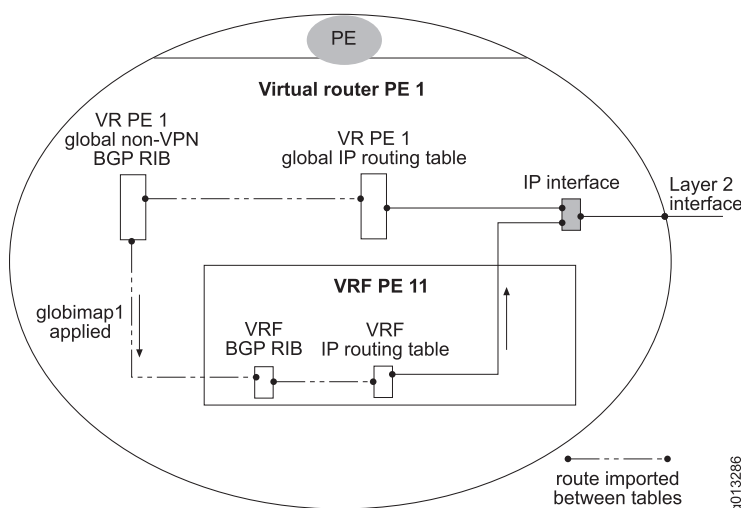 PE
Virtual router PE 1
VR PE 1
global non-VPN
BGP RIB
VR PE 1
global IP routing table
IP interface
Layer 2
interface
VRF PE 11
globimap1
applied
VRF
BGP RIB
VRF
IP routing table
route imported
between tables
g013286